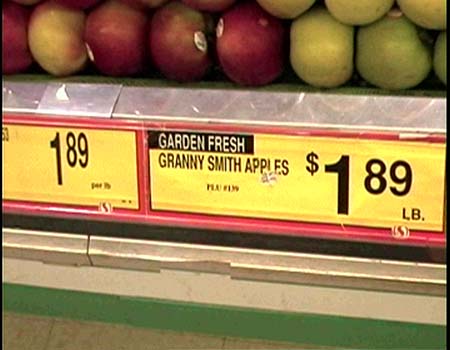 189
per lb
GARDEN FRESH
GRANNY SMITH APPLES
$189
LB.